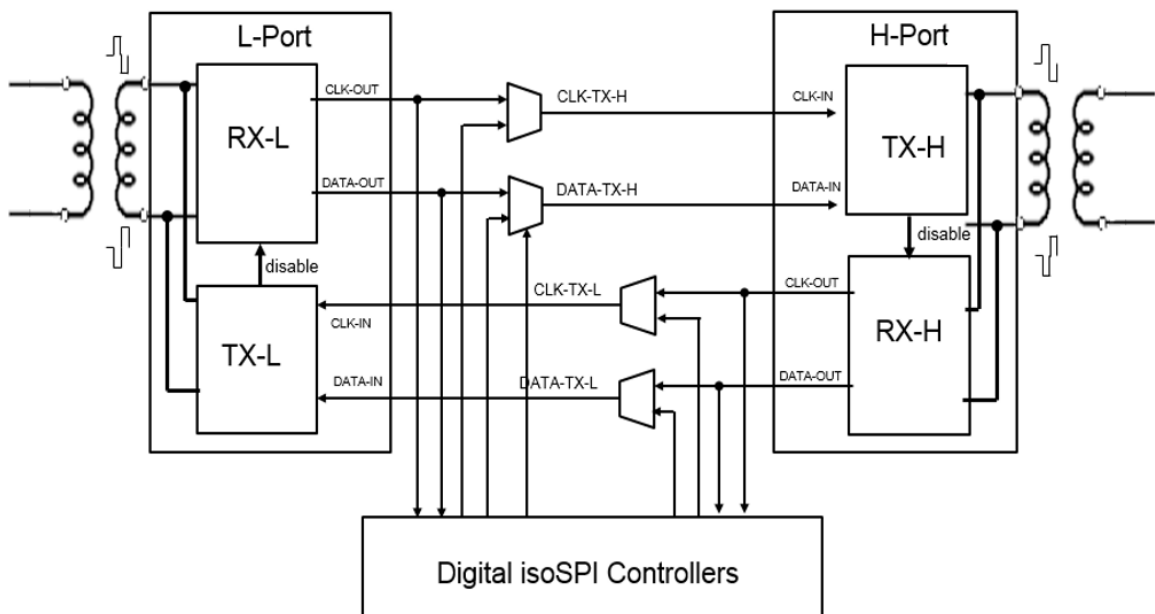 L-Port
H-Port
CLK-OUT
CLK-TX-H
CLK-IN
RX-L
TX-H
DATA-OUT
DATA-TX-H
DATA-IN
disable
disable
CLK-TX-L
CLK-OUT
CLK-IN
TX-L
RX-H
DATA-TX-L
DATA-IN
DATA-OUT
Digital isoSPI Controllers